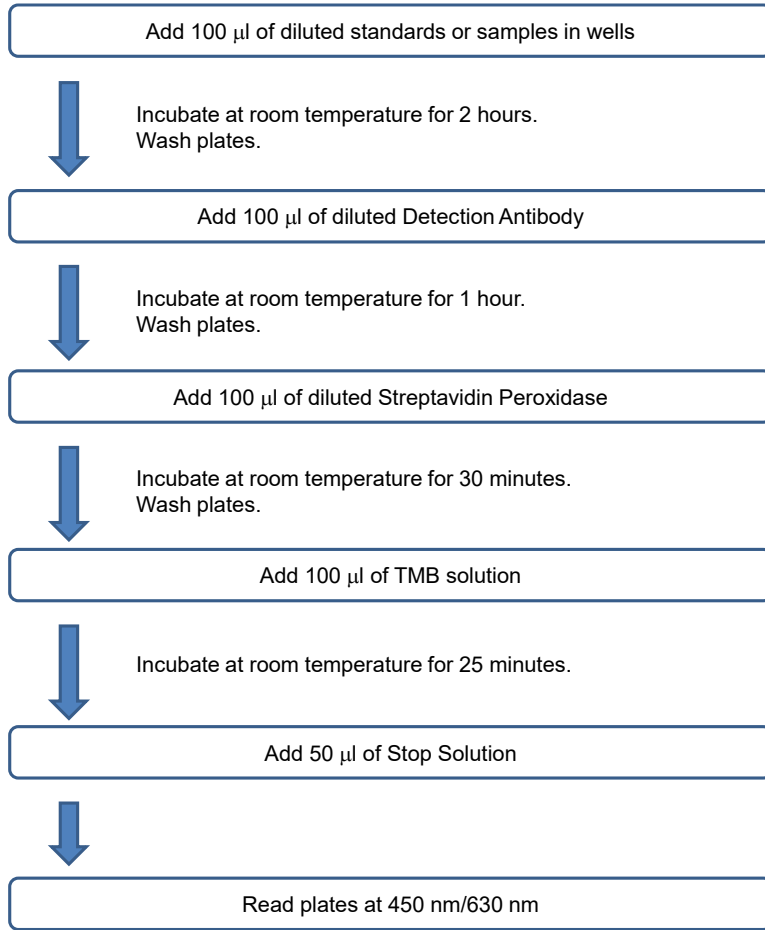 Add 100 μl of diluted standards or samples in wells
Incubate at room temperature for 2 hours.
Wash plates.
Add 100 μl of diluted Detection Antibody
Incubate at room temperature for 1 hour.
Wash plates.
Add 100 μl of diluted Streptavidin Peroxidase
Incubate at room temperature for 30 minutes.
Wash plates.
Add 100 μl of TMB solution
Incubate at room temperature for 25 minutes.
Add 50 μl of Stop Solution
Read plates at 450 nm/630 nm